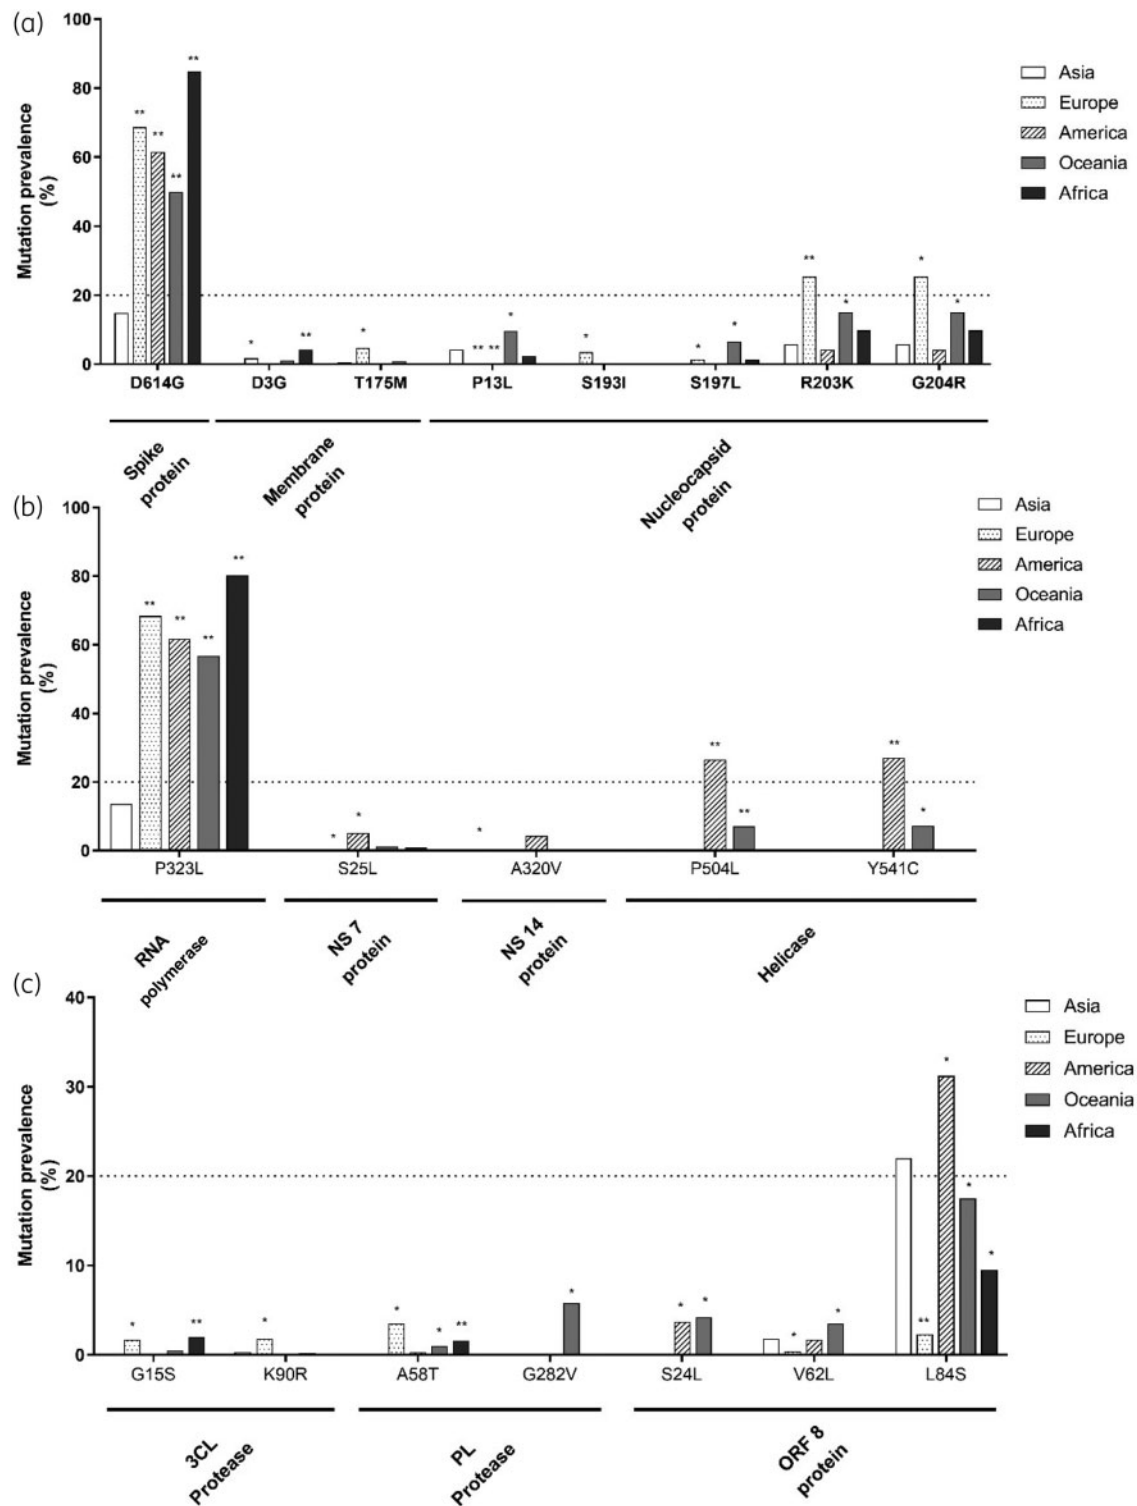 (a)
100
80
60
40
20
0
Mutation prevalence
(%)
** ** ** **
* ** * ** ** * * * * ** * * *
D614G D3G T175M P13L S193I S197L R203K G204R
Spike
protein
Membrane
protein
Nucleocapsid
protein
Asia
Europe
America
Oceania
Africa
(b)
100
80
60
40
20
0
Mutation prevalence
(%)
** ** ** **
* * * ** ** ** *
P323L S25L A320V P504L Y541C
RNA
polymerase
NS 7
protein
NS 14
protein
Helicase
Asia
Europe
America
Oceania
Africa
(c)
40
30
20
10
0
Mutation prevalence
(%)
* ** * * * ** * * * * * ** * * *
G15S K90R A58T G282V S24L V62L L84S
3CL
Protease
PL
Protease
ORF 8
protein
Asia
Europe
America
Oceania
Africa